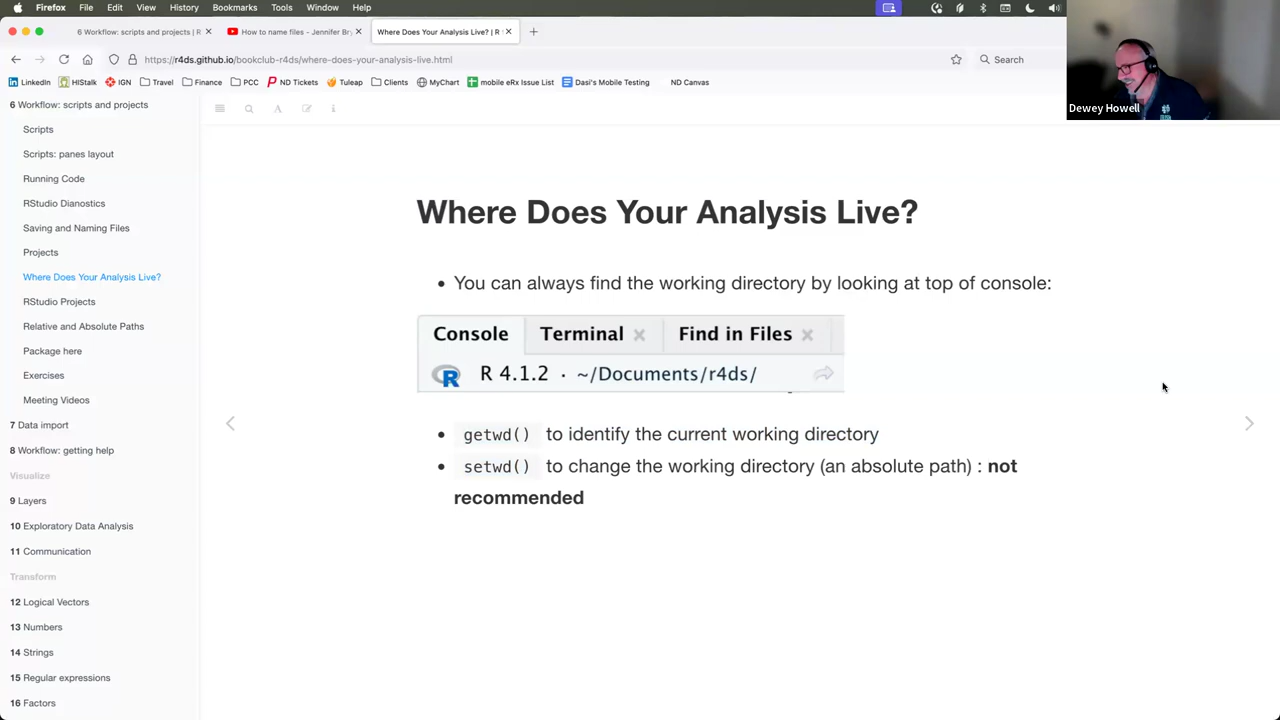 Firefox File Edit View History Bookmarks Tools Window Help
6 Workflow: scripts and projects | R
How to name files - Jennifer Br
Where Does Your Analysis Live? | R
https://r4ds.github.io/bookclub-r4ds/where-does-your-analysis-live.html
Search
LinkedIn HIStalk IGN Travel Finance PCC ND Tickets Tuleap Clients MyChart mobile eRx Issue List Dasi's Mobile Testing ND Canvas
Dewey Howell
6 Workflow: scripts and projects
Scripts
Scripts: panes layout
Running Code
RStudio Dianostics
Saving and Naming Files
Projects
Where Does Your Analysis Live?
RStudio Projects
Relative and Absolute Paths
Package here
Exercises
Meeting Videos
7 Data import
8 Workflow: getting help
Visualize
9 Layers
10 Exploratory Data Analysis
11 Communication
Transform
12 Logical Vectors
13 Numbers
14 Strings
15 Regular expressions
16 Factors
Where Does Your Analysis Live?
• You can always find the working directory by looking at top of console:
Console Terminal Find in Files
R R 4.1.2 · ~/Documents/r4ds/
• getwd() to identify the current working directory
• setwd() to change the working directory (an absolute path) : not
recommended